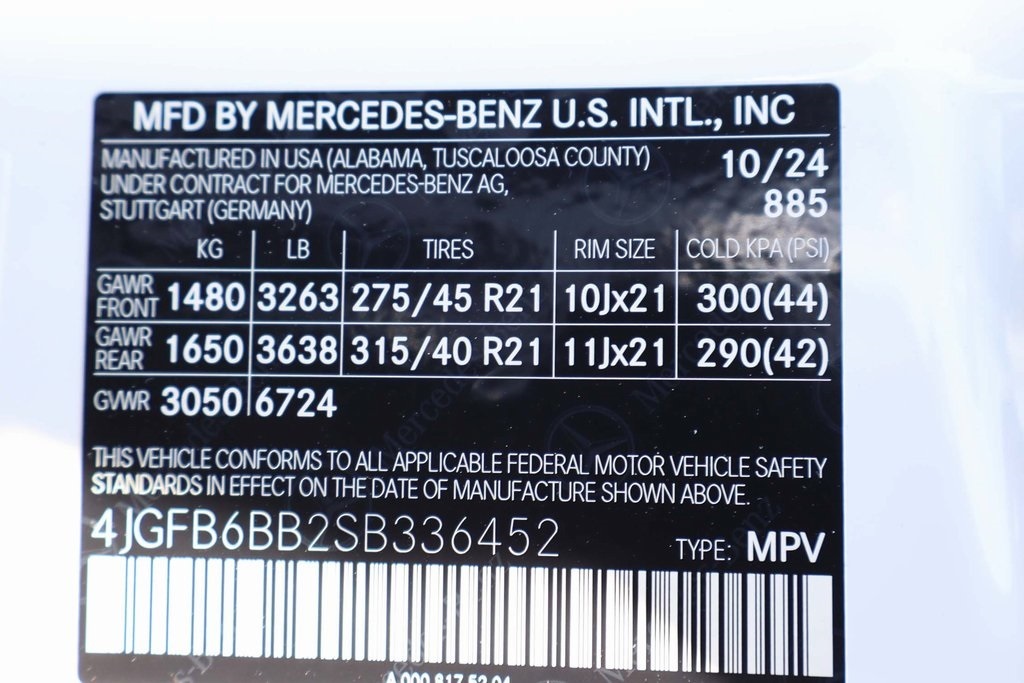 MFD BY MERCEDES-BENZ U.S. INTL., INC
MANUFACTURED IN USA (ALABAMA, TUSCALOOSA COUNTY) 10/24
UNDER CONTRACT FOR MERCEDES-BENZ AG,
STUTTGART (GERMANY) 885
KG LB TIRES RIM SIZE COLD KPA (PSI)
GAWR FRONT 1480 3263 275/45 R21 10Jx21 300(44)
GAWR REAR 1650 3638 315/40 R21 11Jx21 290(42)
GVWR 3050 6724
THIS VEHICLE CONFORMS TO ALL APPLICABLE FEDERAL MOTOR VEHICLE SAFETY
STANDARDS IN EFFECT ON THE DATE OF MANUFACTURE SHOWN ABOVE.
4JGFB6BB2SB336452 TYPE: MPV
A 000 817 52 04